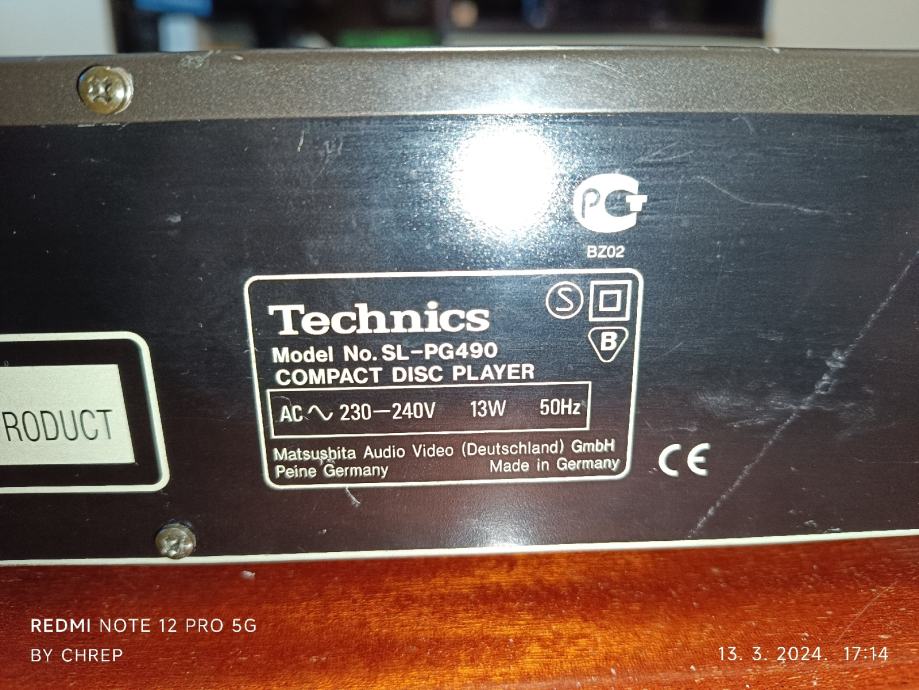 PCT
BZ02
Technics
S
Model No. SL-PG490
B
COMPACT DISC PLAYER
AC ∿ 230-240V 13W 50Hz
Matsushita Audio Video (Deutschland) GmbH
Peine Germany Made in Germany
RODUCT
CE
REDMI NOTE 12 PRO 5G
BY CHREP
13. 3. 2024. 17:14